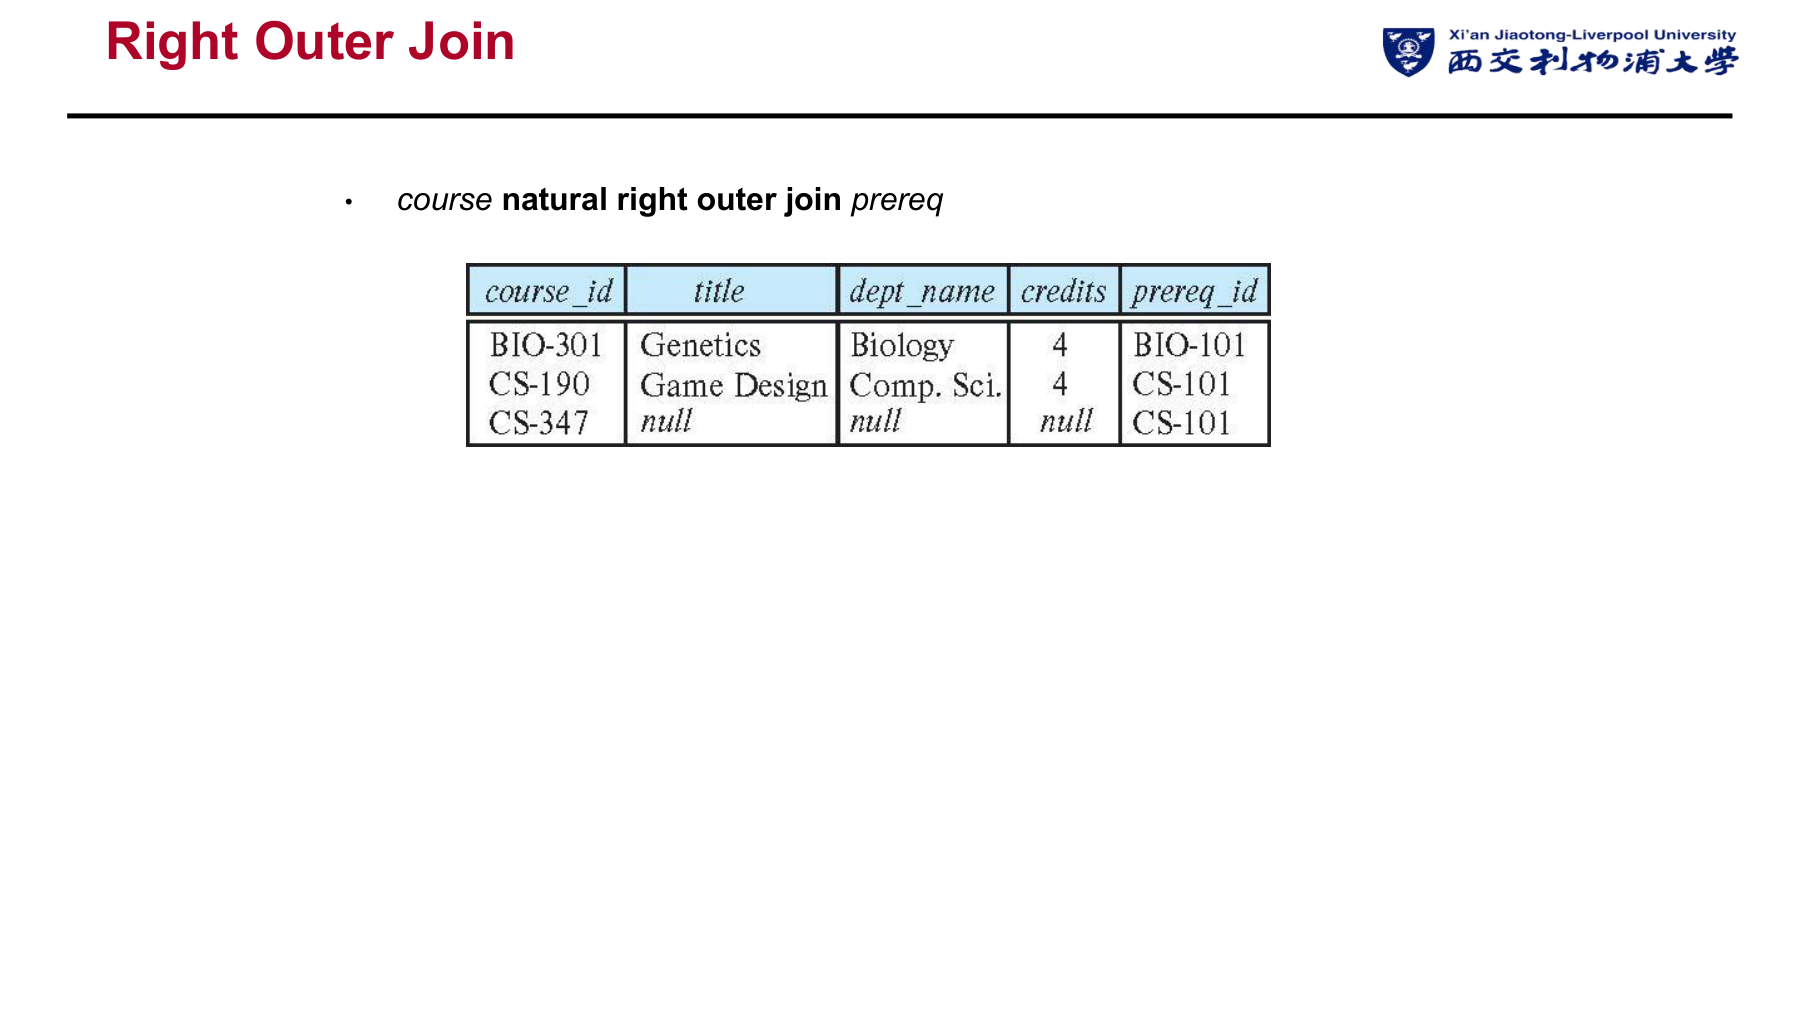 Right Outer Join
Xi'an Jiaotong-Liverpool University
西交利物浦大學
• course natural right outer join prereq
course_id title dept_name credits prereq_id
BIO-301 Genetics Biology 4 BIO-101
CS-190 Game Design Comp. Sci. 4 CS-101
CS-347 null null null CS-101